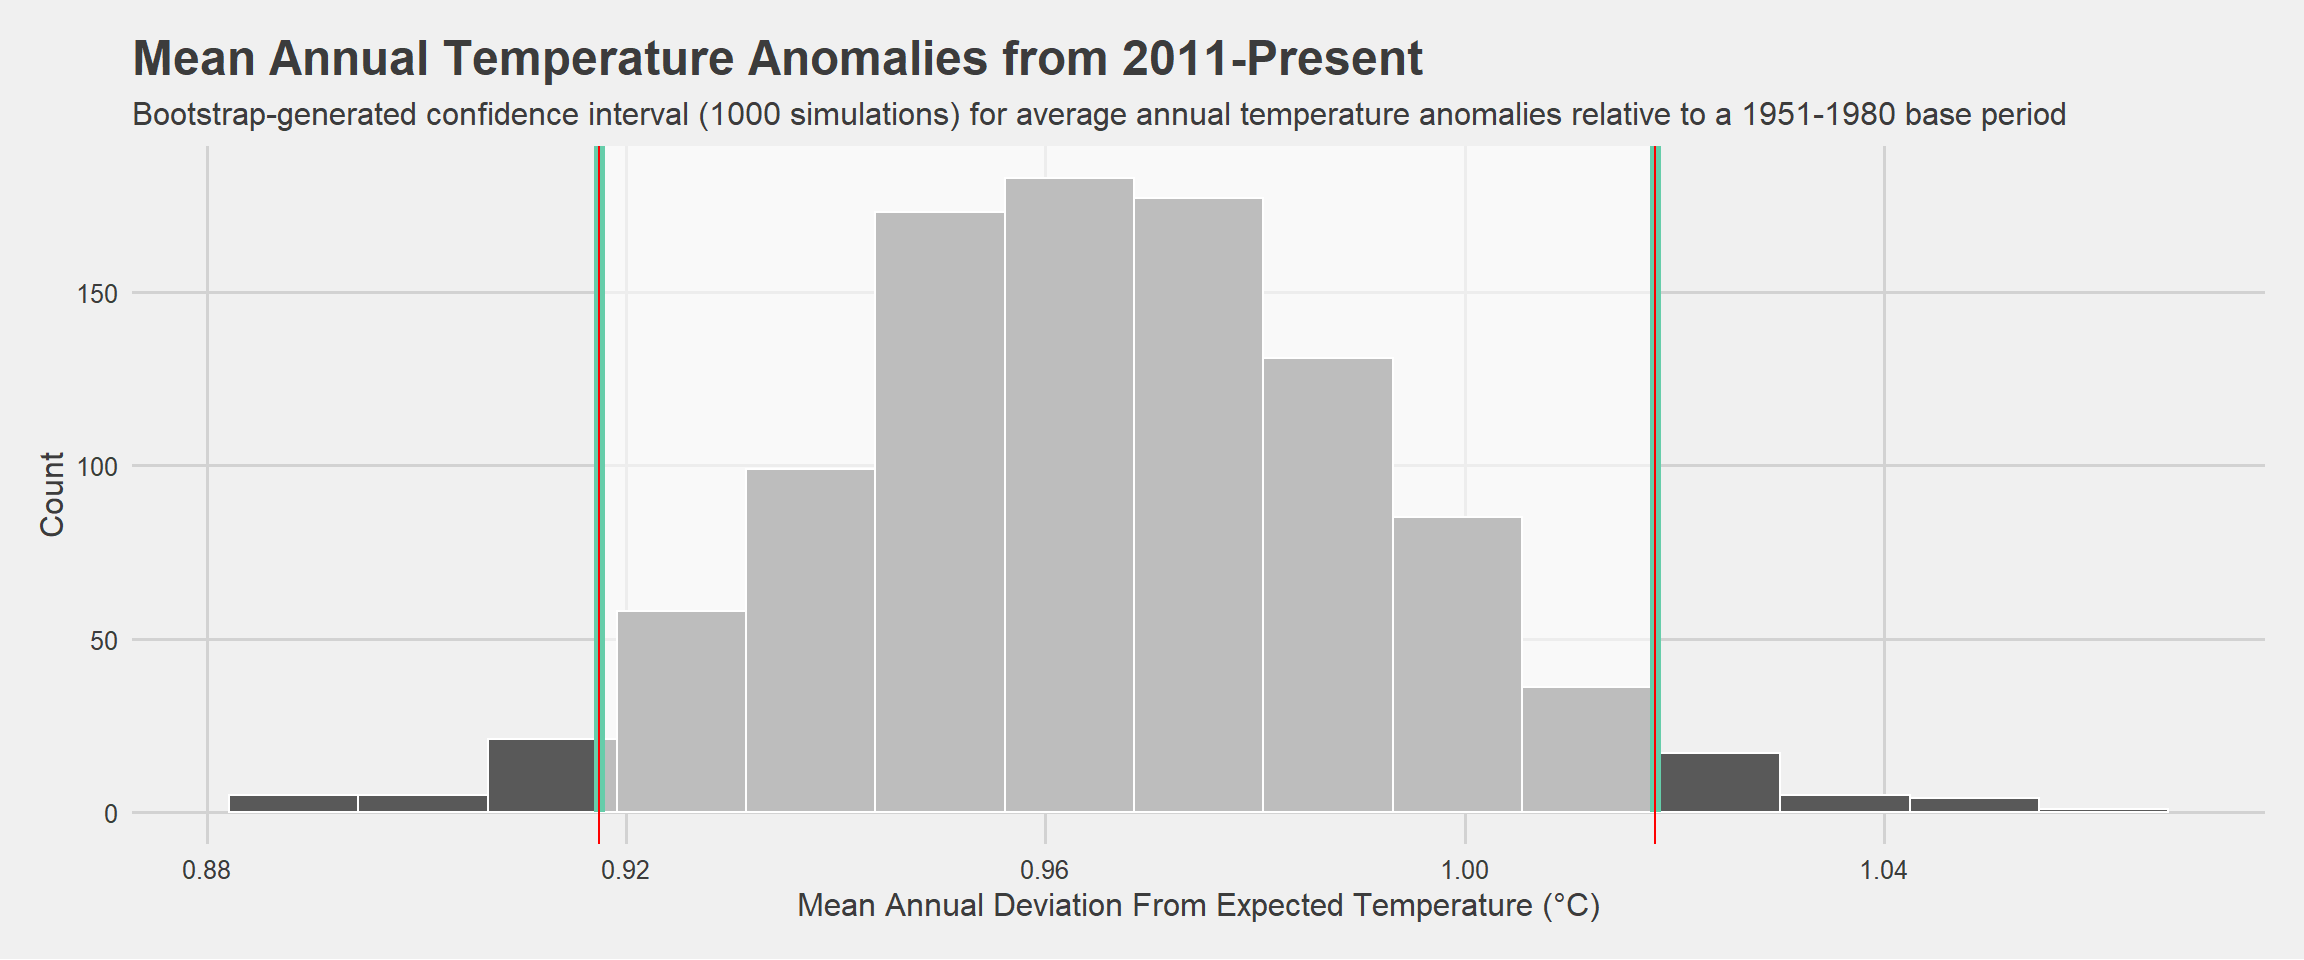 Mean Annual Temperature Anomalies from 2011-Present
Bootstrap-generated confidence interval (1000 simulations) for average annual temperature anomalies relative to a 1951-1980 base period
150
100
50
0
Count
0.88
0.92
0.96
1.00
1.04
Mean Annual Deviation From Expected Temperature (°C)